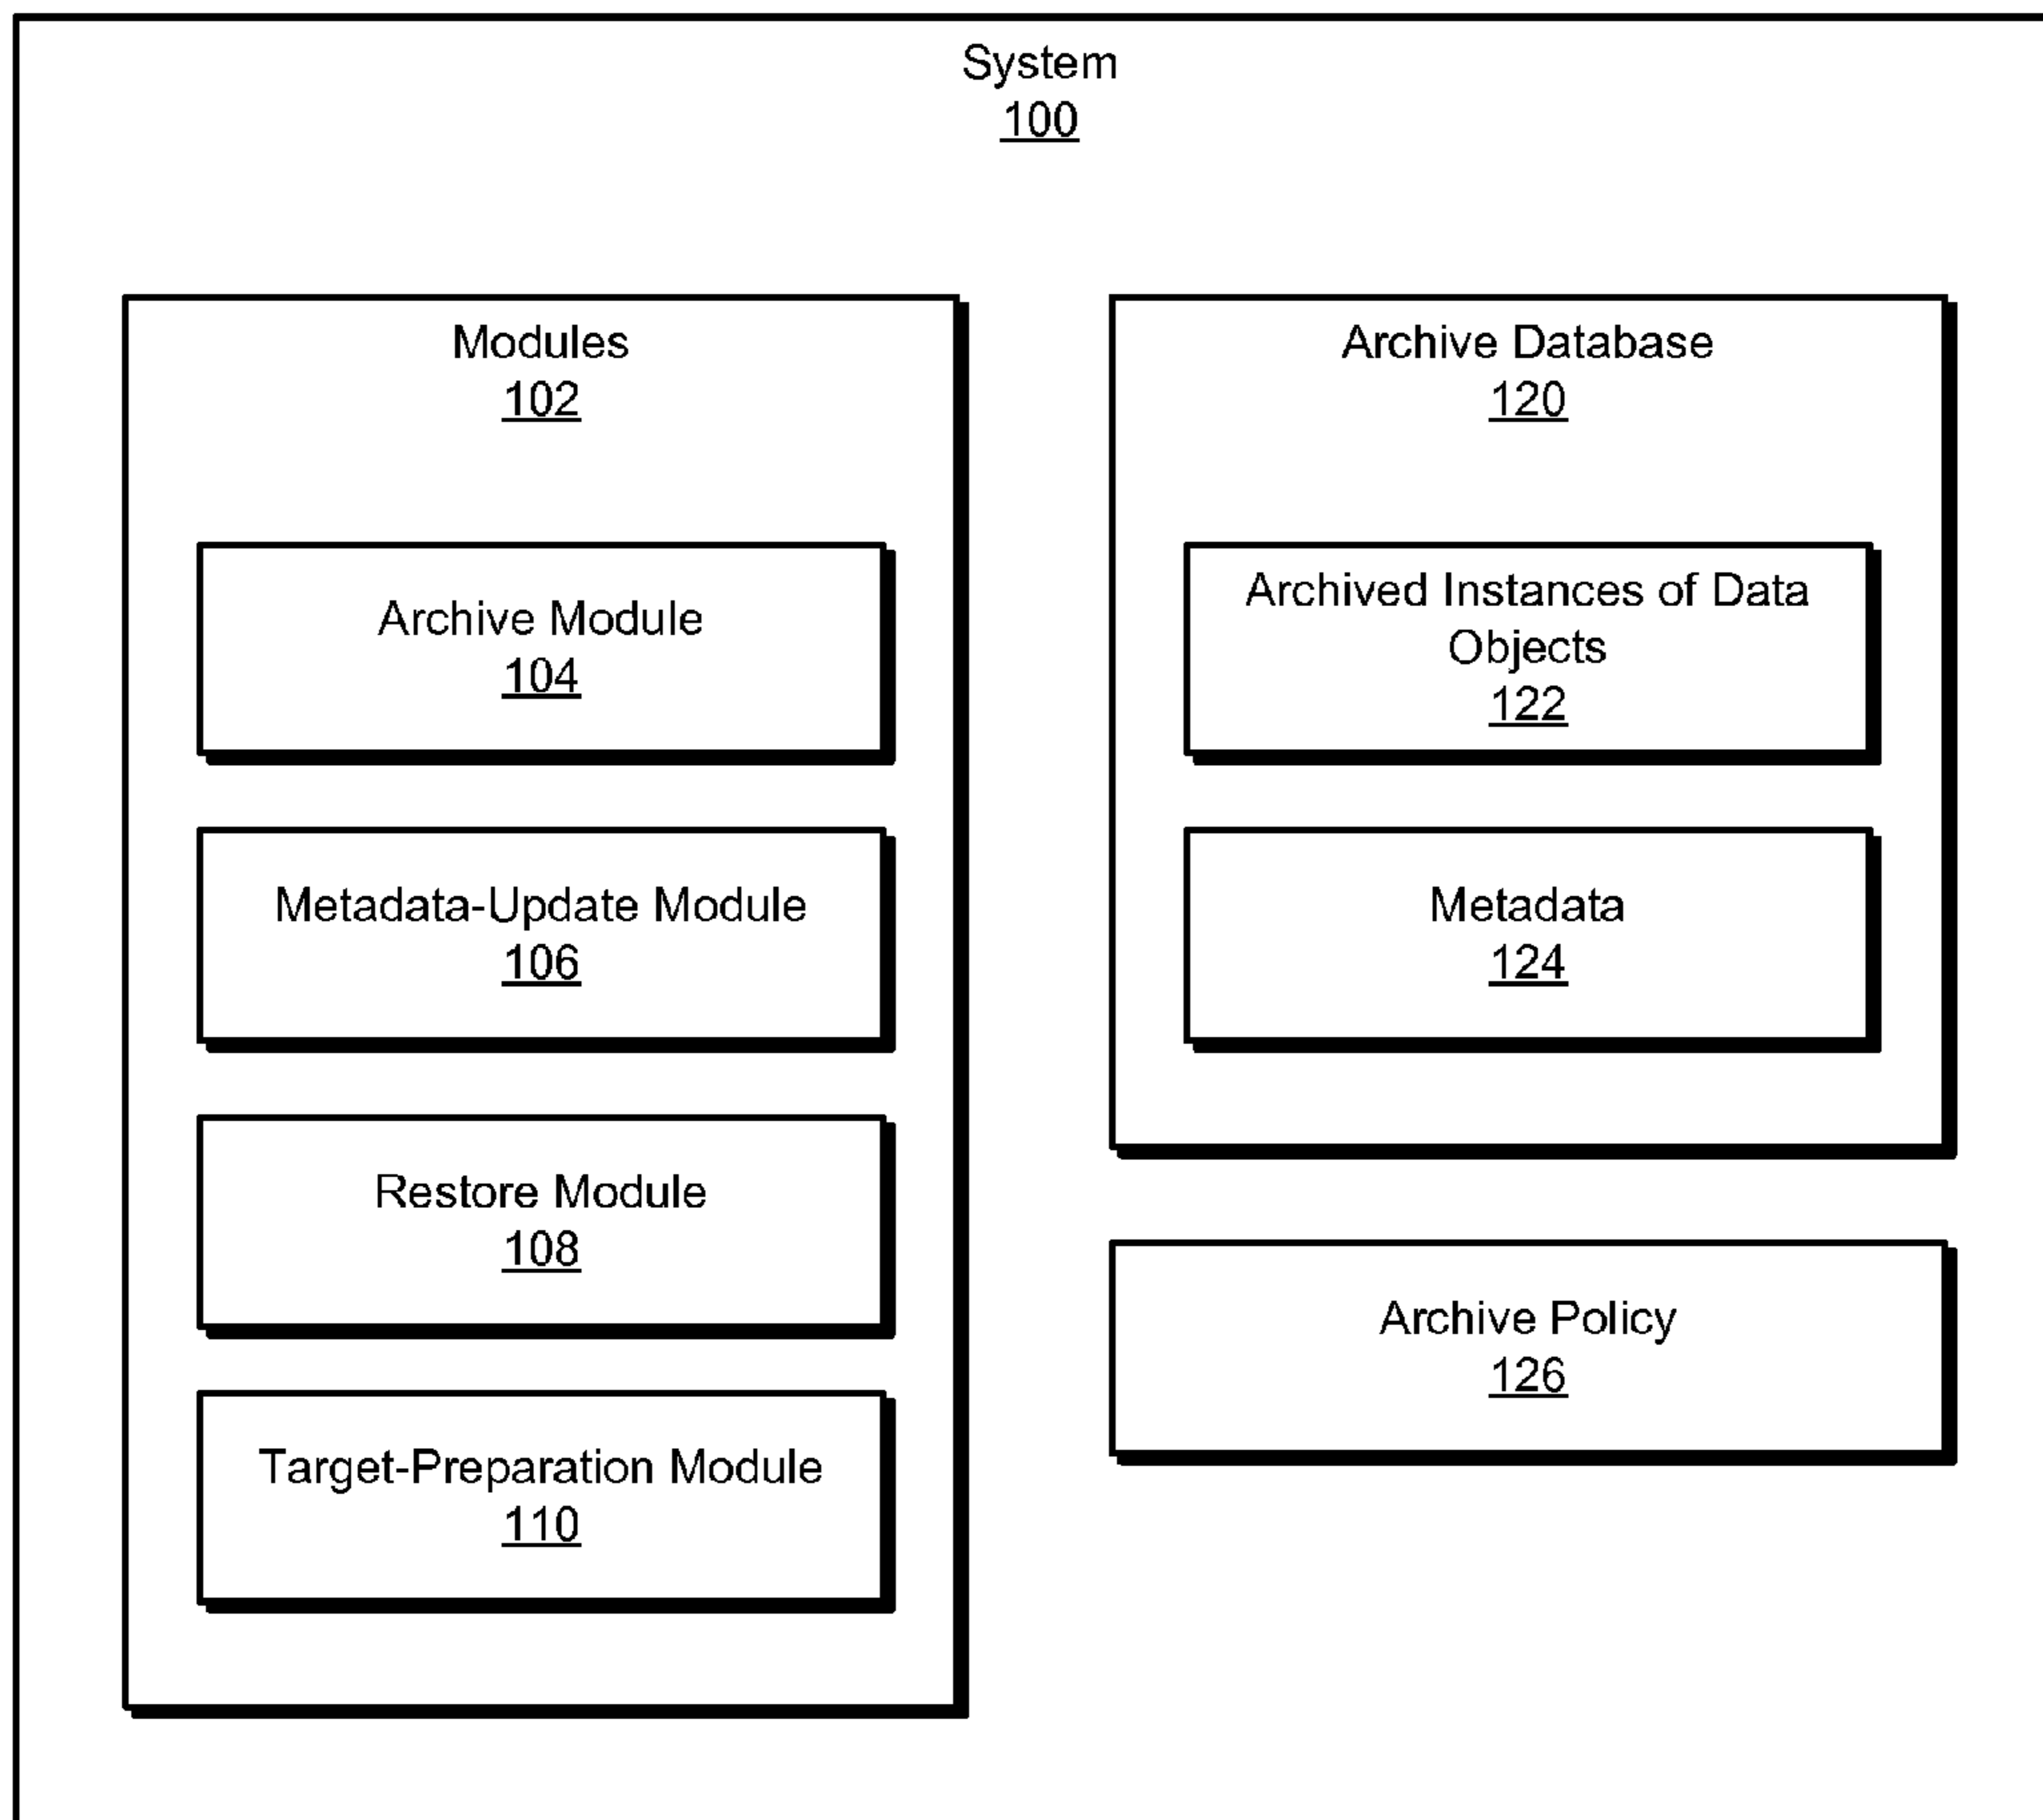 System
100
Modules
102
Archive Module
104
Metadata-Update Module
106
Restore Module
108
Target-Preparation Module
110
Archive Database
120
Archived Instances of Data
Objects
122
Metadata
124
Archive Policy
126